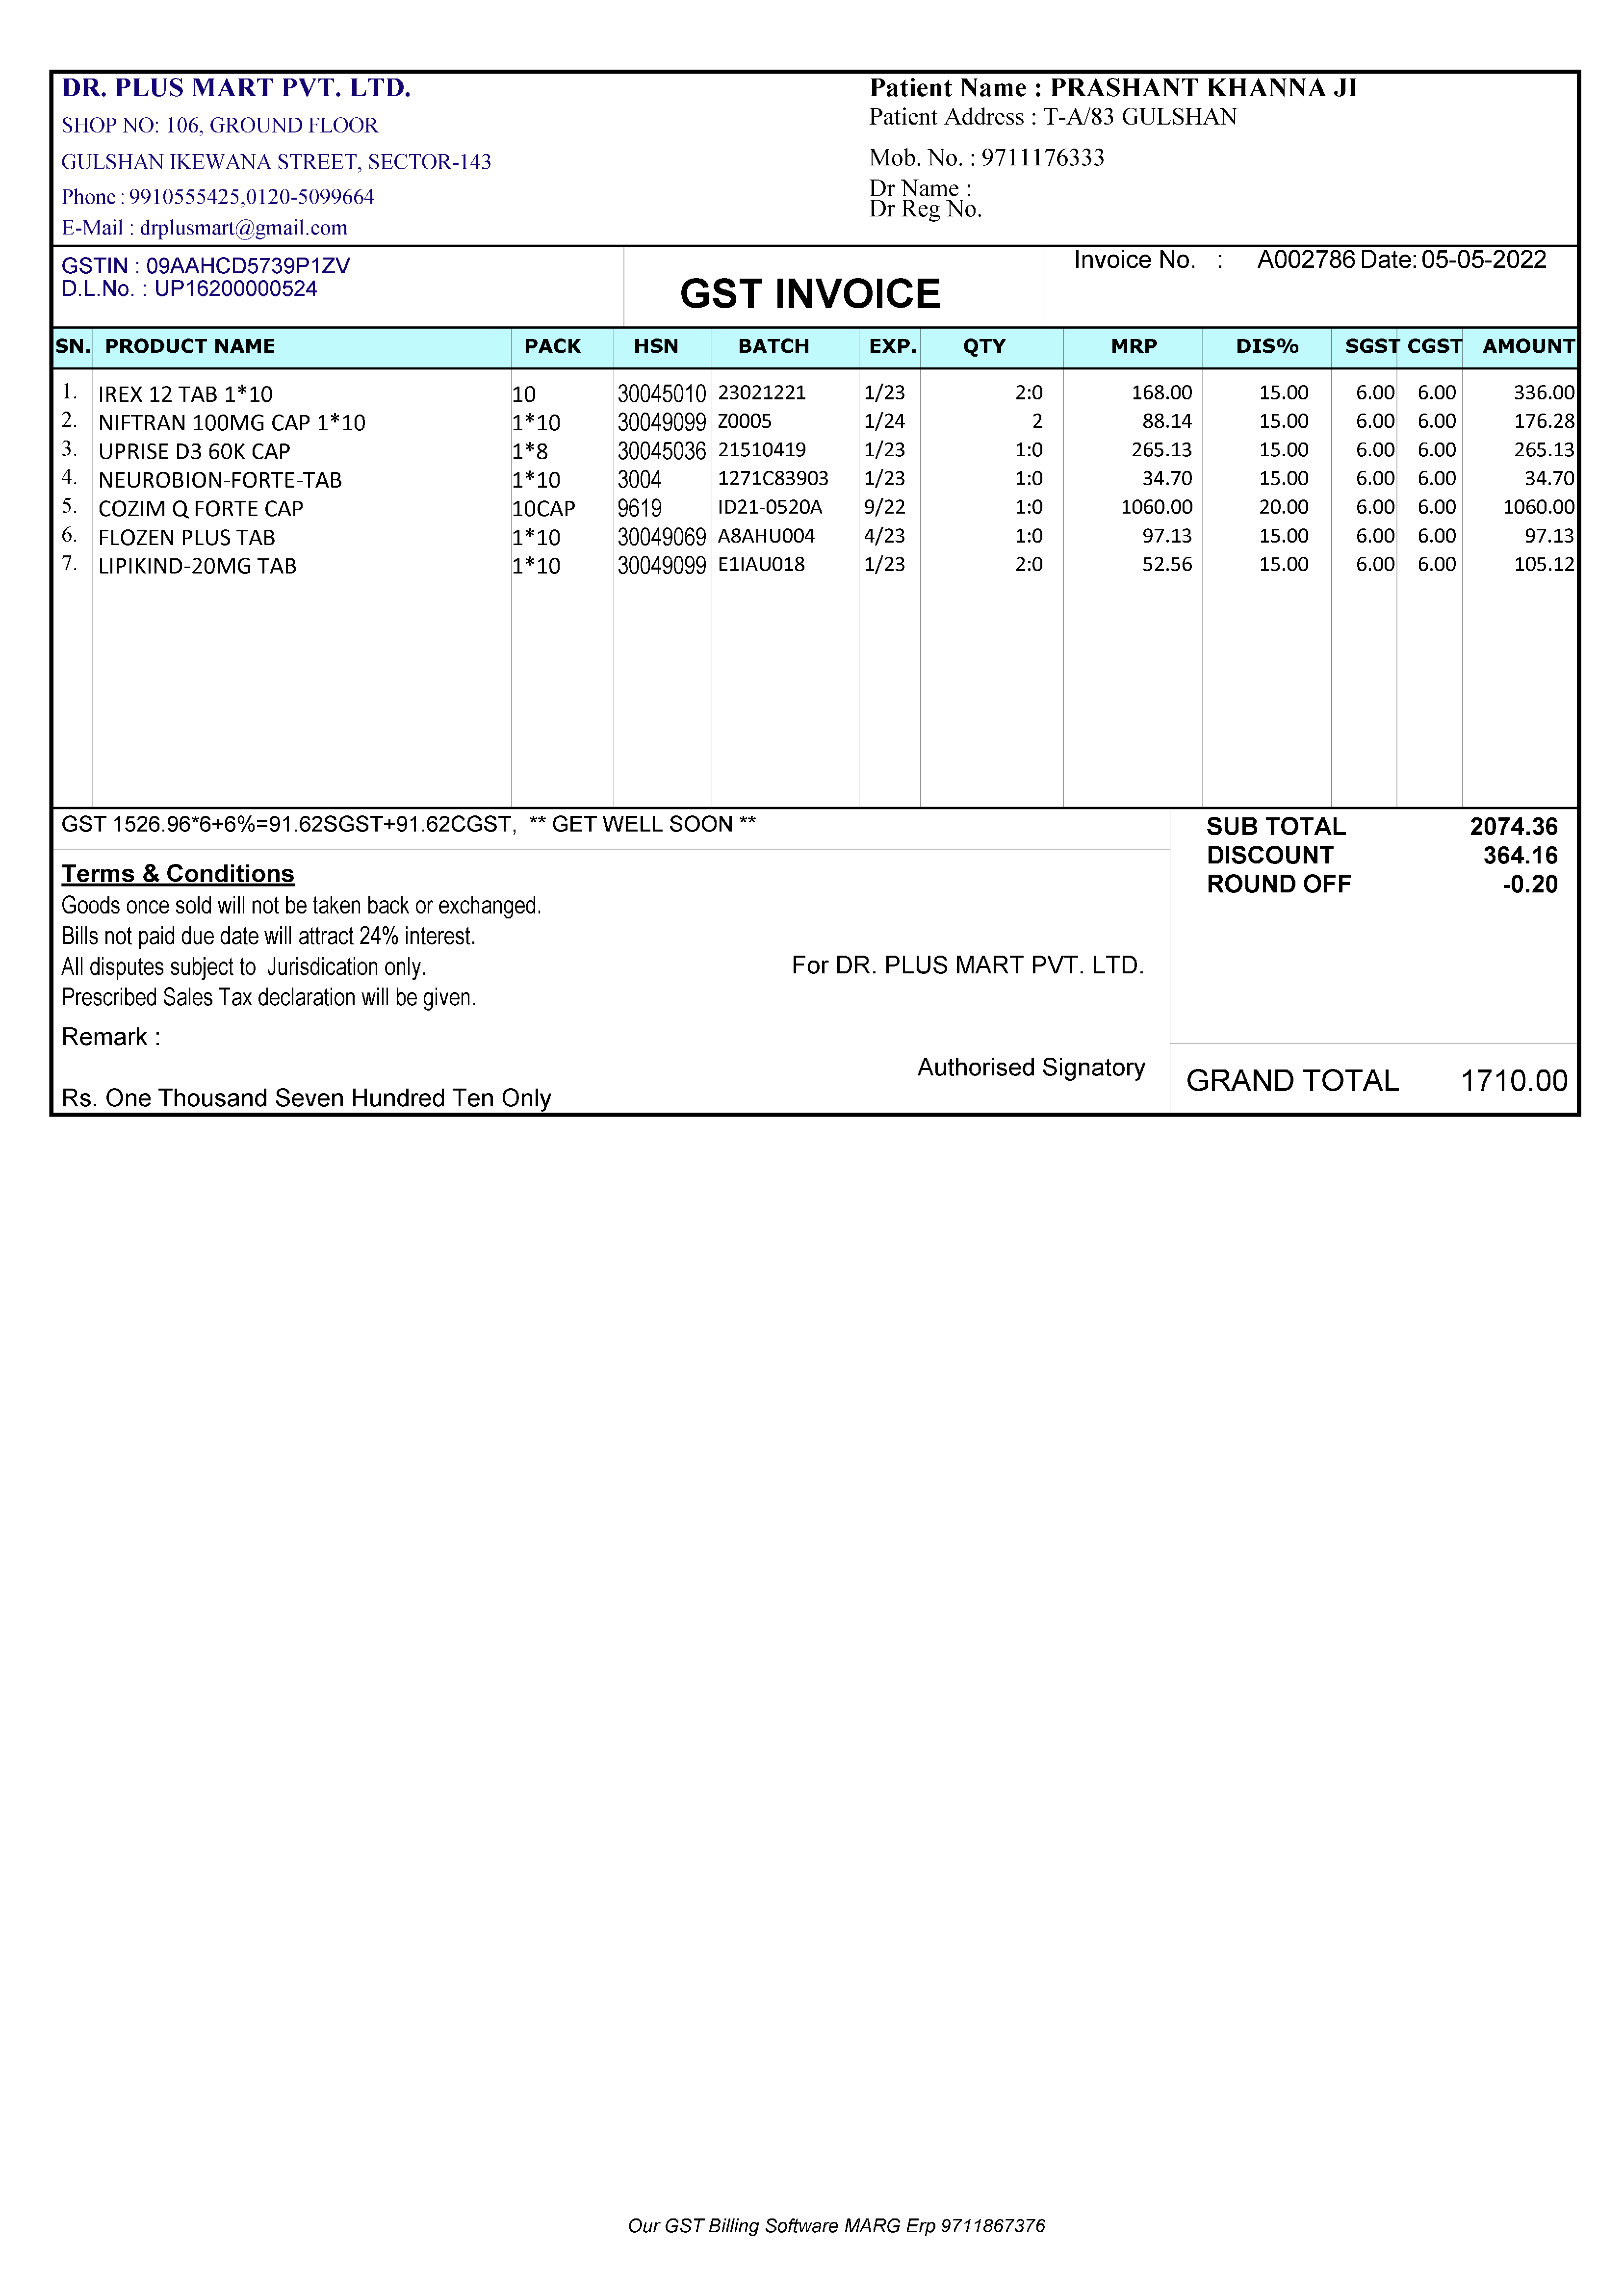 DR. PLUS MART PVT. LTD.
SHOP NO: 106, GROUND FLOOR
GULSHAN IKEWANA STREET, SECTOR-143
Phone : 9910555425,0120-5099664
E-Mail : drplusmart@gmail.com
Patient Name : PRASHANT KHANNA JI
Patient Address : T-A/83 GULSHAN
Mob. No. : 9711176333
Dr Name :
Dr Reg No.
GSTIN : 09AAHCD5739P1ZV
D.L.No. : UP16200000524
GST INVOICE
Invoice No. : A002786 Date: 05-05-2022
SN. PRODUCT NAME PACK HSN BATCH EXP. QTY MRP DIS% SGST CGST AMOUNT
1. IREX 12 TAB 1*10 10 30045010 23021221 1/23 2:0 168.00 15.00 6.00 6.00 336.00
2. NIFTRAN 100MG CAP 1*10 1*10 30049099 Z0005 1/24 2 88.14 15.00 6.00 6.00 176.28
3. UPRISE D3 60K CAP 1*8 30045036 21510419 1/23 1:0 265.13 15.00 6.00 6.00 265.13
4. NEUROBION-FORTE-TAB 1*10 3004 1271C83903 1/23 1:0 34.70 15.00 6.00 6.00 34.70
5. COZIM Q FORTE CAP 10CAP 9619 ID21-0520A 9/22 1:0 1060.00 20.00 6.00 6.00 1060.00
6. FLOZEN PLUS TAB 1*10 30049069 A8AHU004 4/23 1:0 97.13 15.00 6.00 6.00 97.13
7. LIPIKIND-20MG TAB 1*10 30049099 E1IAU018 1/23 2:0 52.56 15.00 6.00 6.00 105.12
GST 1526.96*6+6%=91.62SGST+91.62CGST, ** GET WELL SOON **
Terms & Conditions
Goods once sold will not be taken back or exchanged.
Bills not paid due date will attract 24% interest.
All disputes subject to Jurisdication only.
Prescribed Sales Tax declaration will be given.
Remark :
Rs. One Thousand Seven Hundred Ten Only
For DR. PLUS MART PVT. LTD.
Authorised Signatory
SUB TOTAL 2074.36
DISCOUNT 364.16
ROUND OFF -0.20
GRAND TOTAL 1710.00
Our GST Billing Software MARG Erp 9711867376